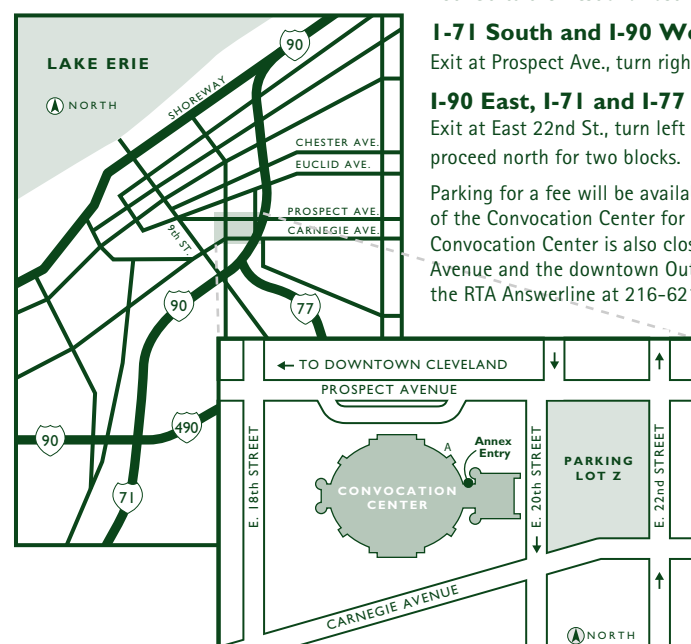 1-71 South and I-90 We
Exit at Prospect Ave., turn righ
I-90 East, I-71 and I-77
Exit at East 22nd St., turn left
proceed north for two blocks.
Parking for a fee will be availa
of the Convocation Center for
Convocation Center is also clos
Avenue and the downtown Out
the RTA Answerline at 216-621
LAKE ERIE
NORTH
SHOREWAY
90
CHESTER AVE.
EUCLID AVE.
PROSPECT AVE.
CARNEGIE AVE.
9th ST.
90
77
90
490
71
TO DOWNTOWN CLEVELAND
PROSPECT AVENUE
E. 18th STREET
A
Annex
Entry
CONVOCATION
CENTER
E. 20th STREET
PARKING
LOT Z
E. 22nd STREET
CARNEGIE AVENUE
NORTH